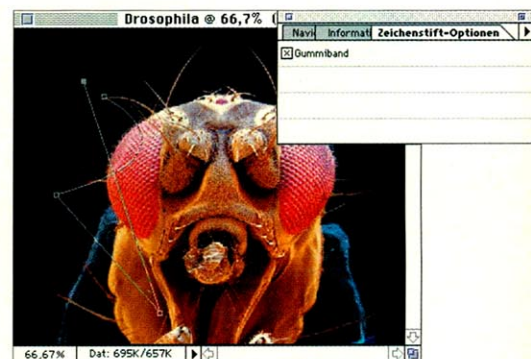 Drosophila @ 66,7% (
Navi Informat Zeichenstift-Optionen
Gummiband
66,67% Dat: 695K/657K